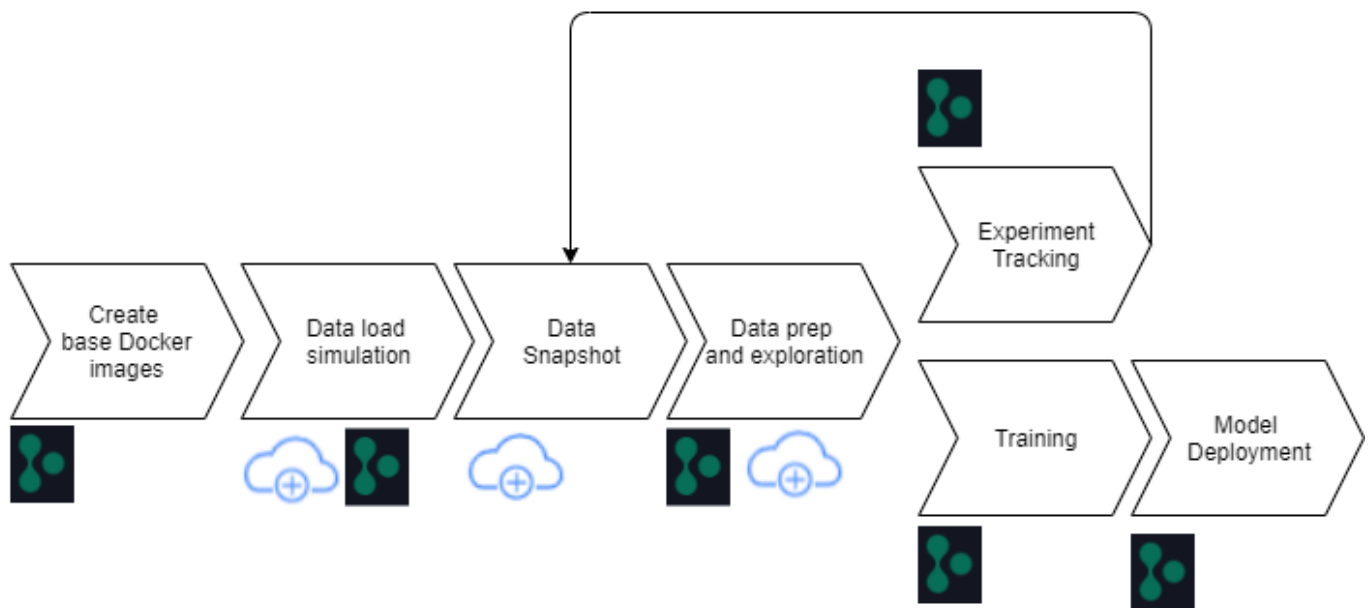 Create
base Docker
images
Data load
simulation
Data
Snapshot
Data prep
and exploration
Experiment
Tracking
Training
Model
Deployment